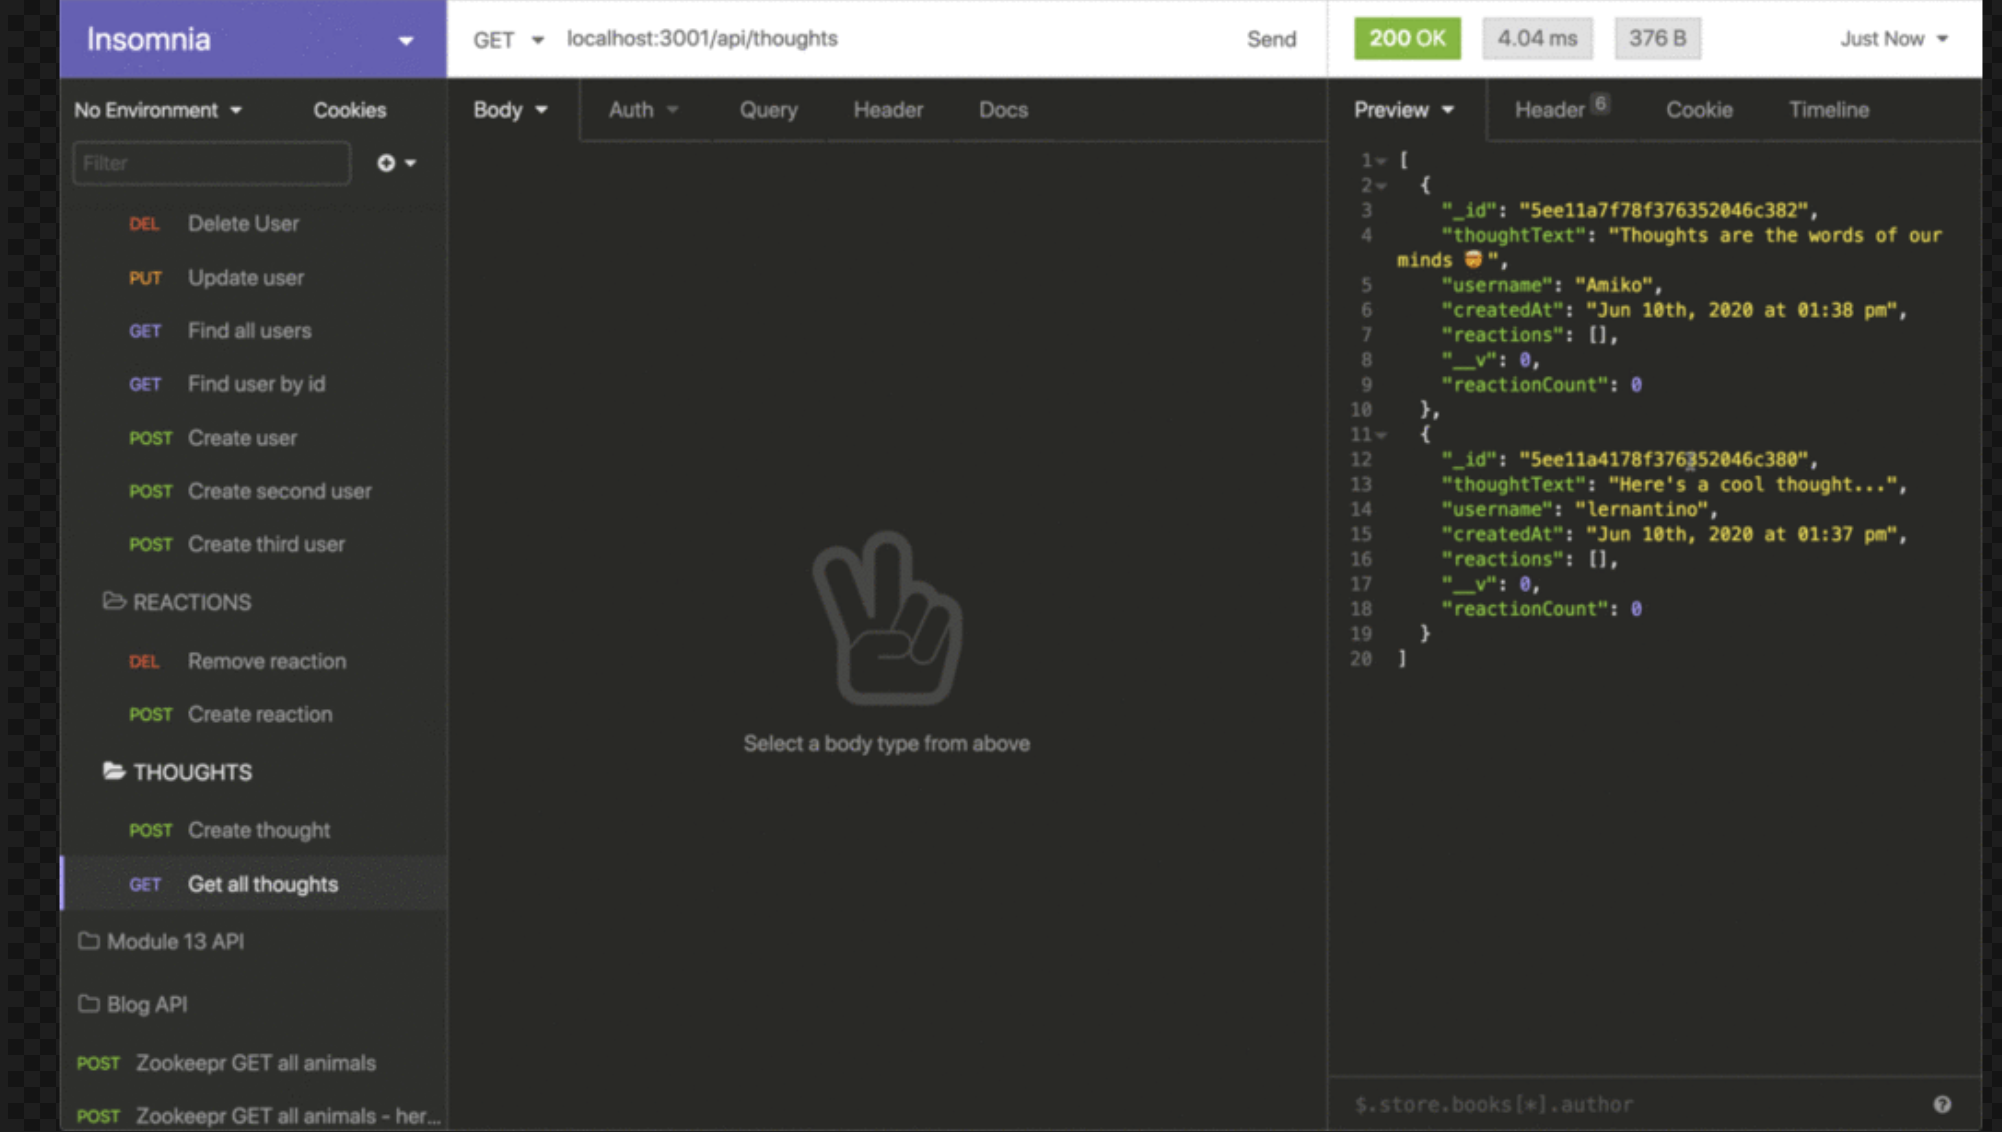 Insomnia
GET localhost:3001/api/thoughts Send
200 OK 4.04 ms 376 B Just Now
No Environment Cookies
Filter
DEL Delete User
PUT Update user
GET Find all users
GET Find user by id
POST Create user
POST Create second user
POST Create third user
REACTIONS
DEL Remove reaction
POST Create reaction
THOUGHTS
POST Create thought
GET Get all thoughts
Module 13 API
Blog API
POST Zookeepr GET all animals
POST Zookeepr GET all animals - her...
Body Auth Query Header Docs
Select a body type from above
Preview Header 6 Cookie Timeline
1 [
2 {
3 "_id": "5ee11a7f78f376352046c382",
4 "thoughtText": "Thoughts are the words of our
minds 🤯",
5 "username": "Amiko",
6 "createdAt": "Jun 10th, 2020 at 01:38 pm",
7 "reactions": [],
8 "__v": 0,
9 "reactionCount": 0
10 },
11 {
12 "_id": "5ee11a4178f376352046c380",
13 "thoughtText": "Here's a cool thought...",
14 "username": "lernantino",
15 "createdAt": "Jun 10th, 2020 at 01:37 pm",
16 "reactions": [],
17 "__v": 0,
18 "reactionCount": 0
19 }
20 ]
$.store.books[*].author